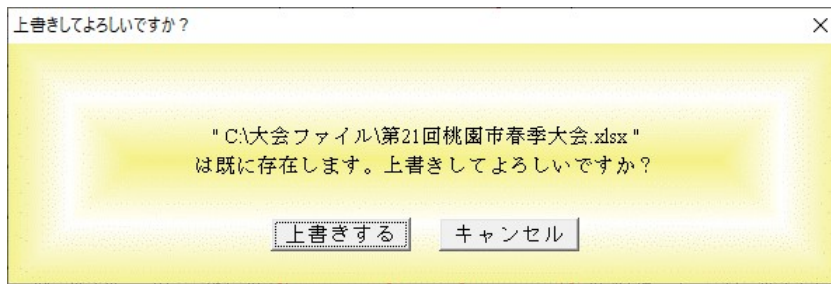 上書きしてよろしいですか？
" C:\大会ファイル\第21回桃園市春季大会.xlsx "
は既に存在します。上書きしてよろしいですか？
上書きする キャンセル